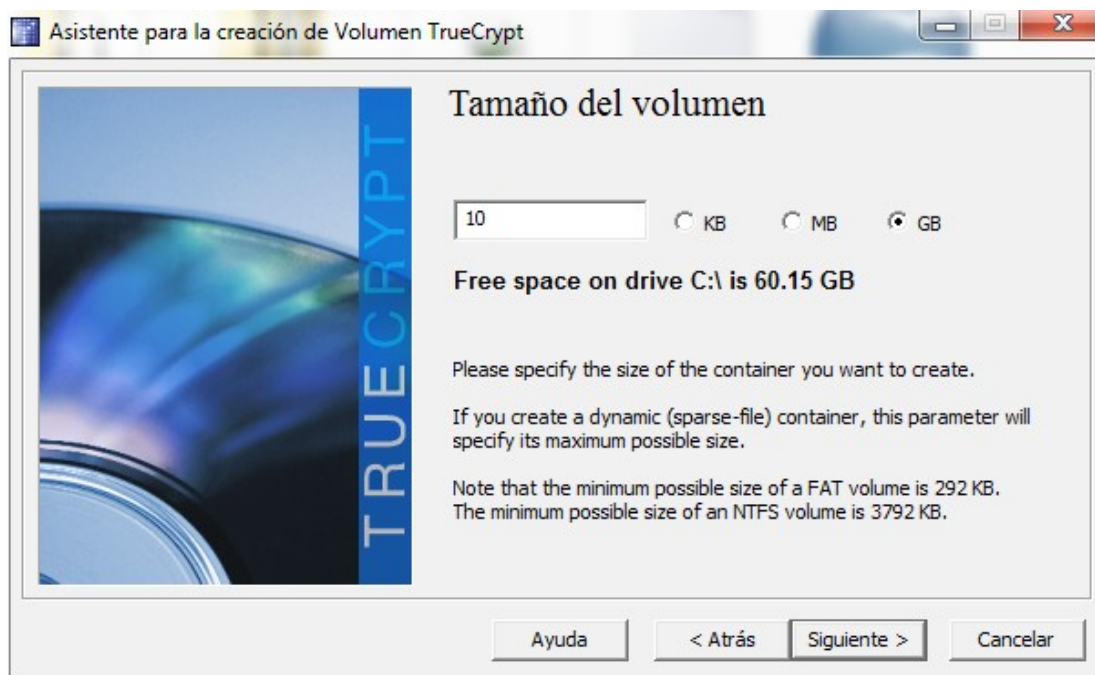 Asistente para la creación de Volumen TrueCrypt
TRUECRYPT
Tamaño del volumen
10 KB MB GB
Free space on drive C:\ is 60.15 GB
Please specify the size of the container you want to create.
If you create a dynamic (sparse-file) container, this parameter will
specify its maximum possible size.
Note that the minimum possible size of a FAT volume is 292 KB.
The minimum possible size of an NTFS volume is 3792 KB.
Ayuda < Atrás Siguiente > Cancelar